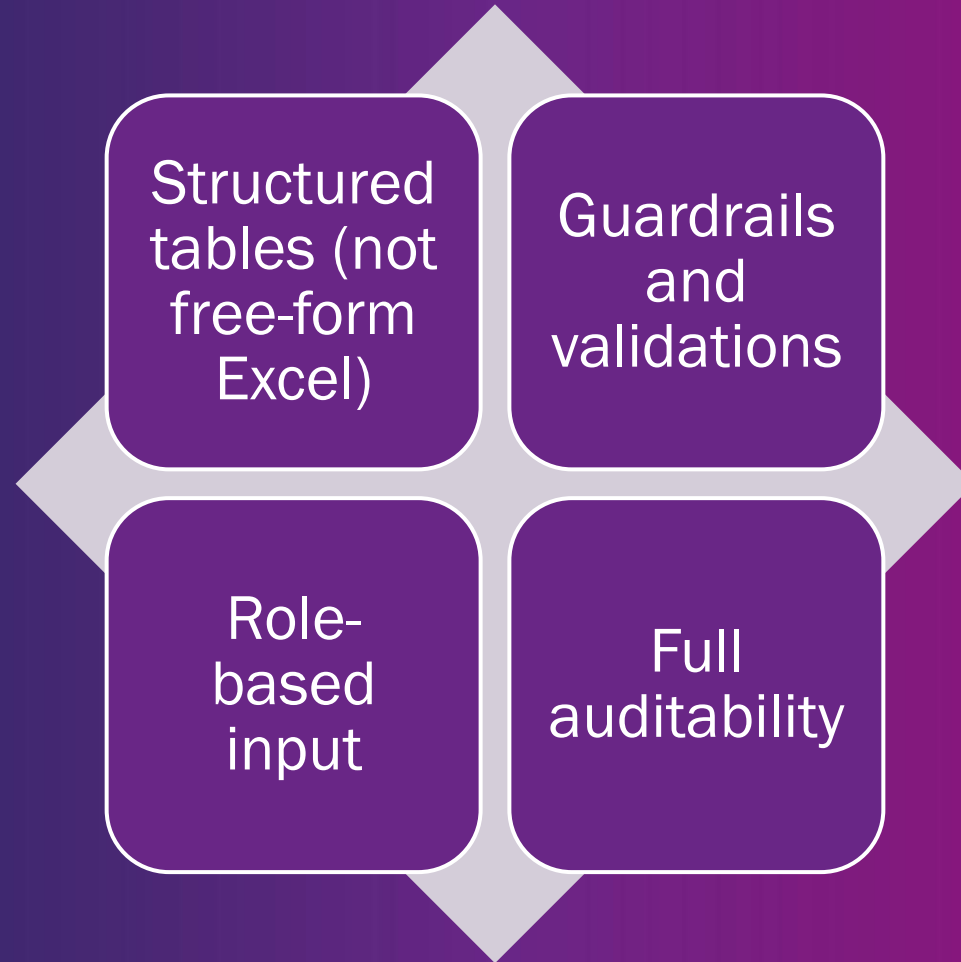 Structured
tables (not
free-form
Excel)
Guardrails
and
validations
Role-
based
input
Full
auditability